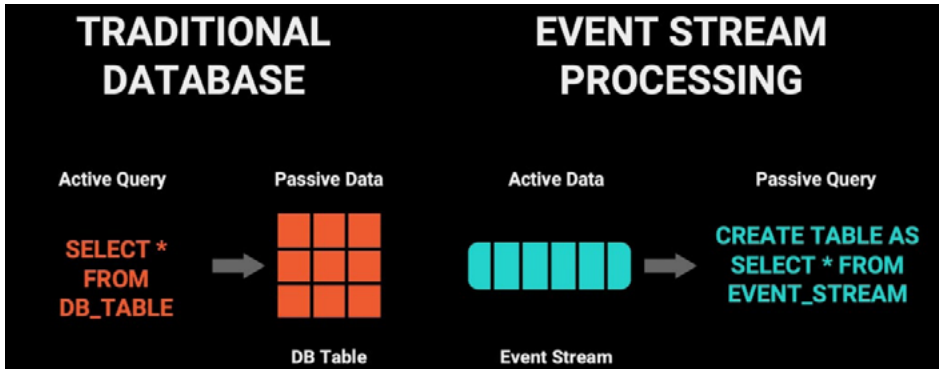 TRADITIONAL
DATABASE
EVENT STREAM
PROCESSING
Active Query
Passive Data
Active Data
Passive Query
SELECT *
FROM
DB_TABLE
CREATE TABLE AS
SELECT * FROM
EVENT_STREAM
DB Table
Event Stream